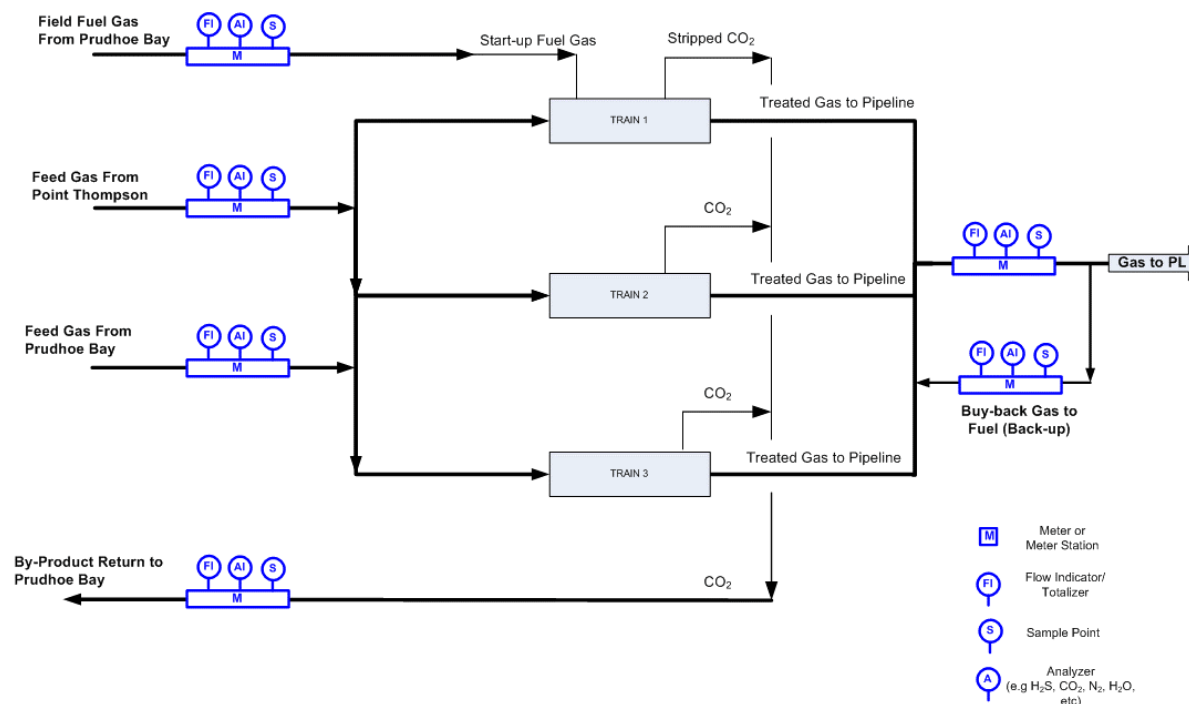 Field Fuel Gas
From Prudhoe Bay
FI AI S
M
Start-up Fuel Gas
Stripped CO₂
TRAIN 1
Treated Gas to Pipeline
Feed Gas From
Point Thompson
FI AI S
M
CO₂
TRAIN 2
Treated Gas to Pipeline
FI AI S
M
Gas to PL
Feed Gas From
Prudhoe Bay
FI AI S
M
FI AI S
M
Buy-back Gas to
Fuel (Back-up)
CO₂
TRAIN 3
Treated Gas to Pipeline
By-Product Return to
Prudhoe Bay
FI AI S
M
CO₂
M
Meter or
Meter Station
FI
Flow Indicator/
Totalizer
S
Sample Point
A
Analyzer
(e.g H₂S, CO₂, N₂, H₂O,
etc)